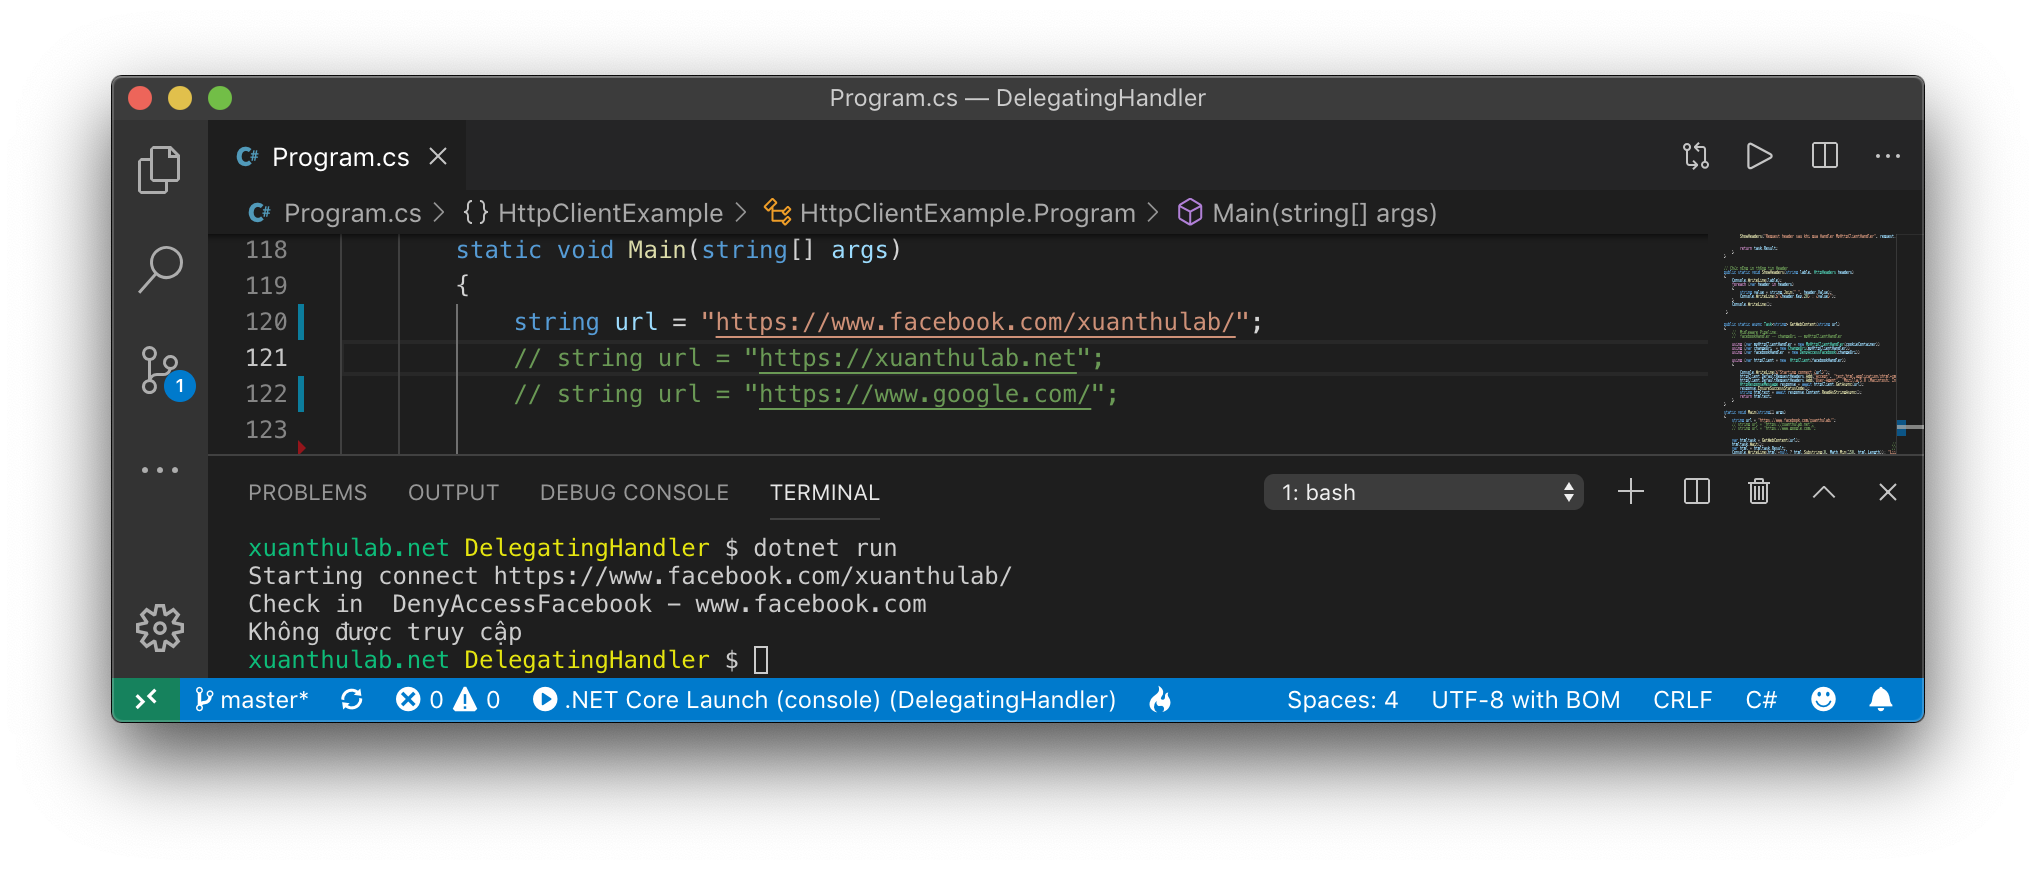 Program.cs — DelegatingHandler
C# Program.cs
C# Program.cs > {} HttpClientExample > HttpClientExample.Program > Main(string[] args)
118 static void Main(string[] args)
119 {
120 string url = "https://www.facebook.com/xuanthulab/";
121 // string url = "https://xuanthulab.net";
122 // string url = "https://www.google.com/";
123
1
PROBLEMS OUTPUT DEBUG CONSOLE TERMINAL 1: bash
xuanthulab.net DelegatingHandler $ dotnet run
Starting connect https://www.facebook.com/xuanthulab/
Check in  DenyAccessFacebook - www.facebook.com
Không được truy cập
xuanthulab.net DelegatingHandler $
master* 0 0 .NET Core Launch (console) (DelegatingHandler) Spaces: 4 UTF-8 with BOM CRLF C#